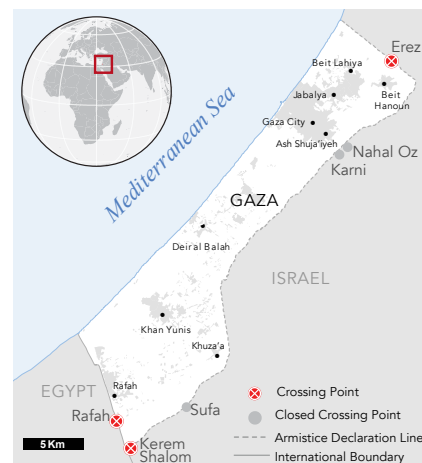 Erez
Beit Lahiya
Jabalya
Beit
Hanoun
Mediterranean Sea
Gaza City
Ash Shuja'iyeh
Nahal Oz
Karni
GAZA
Deir al Balah
ISRAEL
Khan Yunis
Khuza'a
EGYPT
Rafah
Rafah
Sufa
Kerem
Shalom
5 Km
Crossing Point
Closed Crossing Point
Armistice Declaration Line
International Boundary